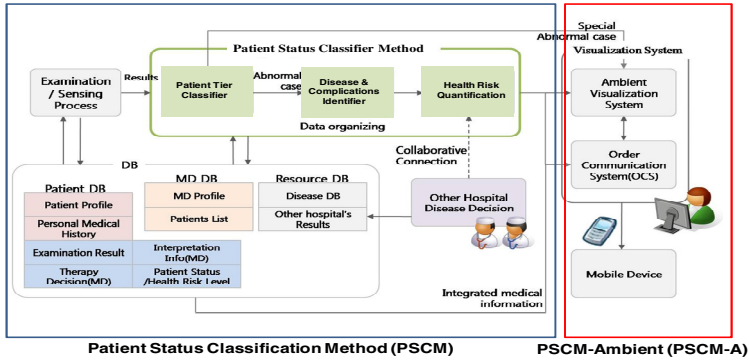 Special
Abnormal case
Patient Status Classifier Method
Visualization System
Examination
/ Sensing
Process
Results
Patient Tier
Classifier
Abnormal
case
Disease &
Complications
Identifier
Health Risk
Quantification
Ambient
Visualization
System
Data organizing
DB
Collaborative
Connection
Order
Communication
System(OCS)
Patient DB
MD DB
Resource DB
Patient Profile
Personal Medical
History
MD Profile
Patients List
Disease DB
Other hospital's
Results
Other Hospital
Disease Decision
Examination Result
Interpretation
Info(MD)
Therapy
Decision(MD)
Patient Status
/Health Risk Level
Mobile Device
Integrated medical
information
Patient Status Classification Method (PSCM)
PSCM-Ambient (PSCM-A)